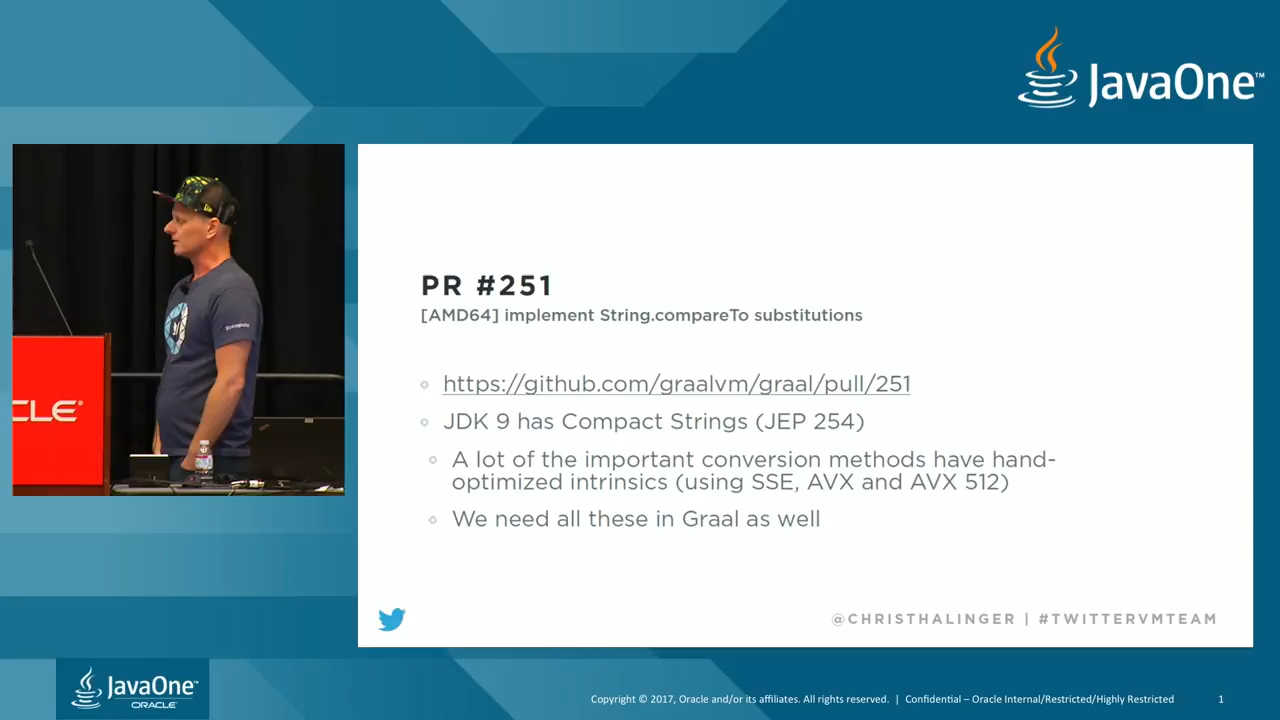 JavaOne™
PR #251
[AMD64] implement String.compareTo substitutions
https://github.com/graalvm/graal/pull/251
JDK 9 has Compact Strings (JEP 254)
A lot of the important conversion methods have hand-
optimized intrinsics (using SSE, AVX and AVX 512)
We need all these in Graal as well
CLE®
@CHRISTHALINGER | #TWITTERVMTEAM
JavaOne™
ORACLE®
Copyright © 2017, Oracle and/or its affiliates. All rights reserved. | Confidential – Oracle Internal/Restricted/Highly Restricted 1